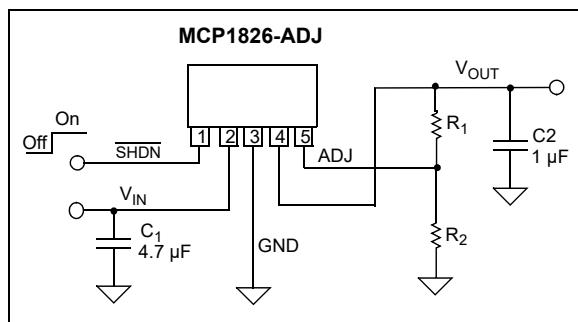 MCP1826-ADJ
On
Off
SHDN
1 2 3 4 5
VIN
C1
4.7 µF
GND
ADJ
VOUT
R1
R2
C2
1 µF